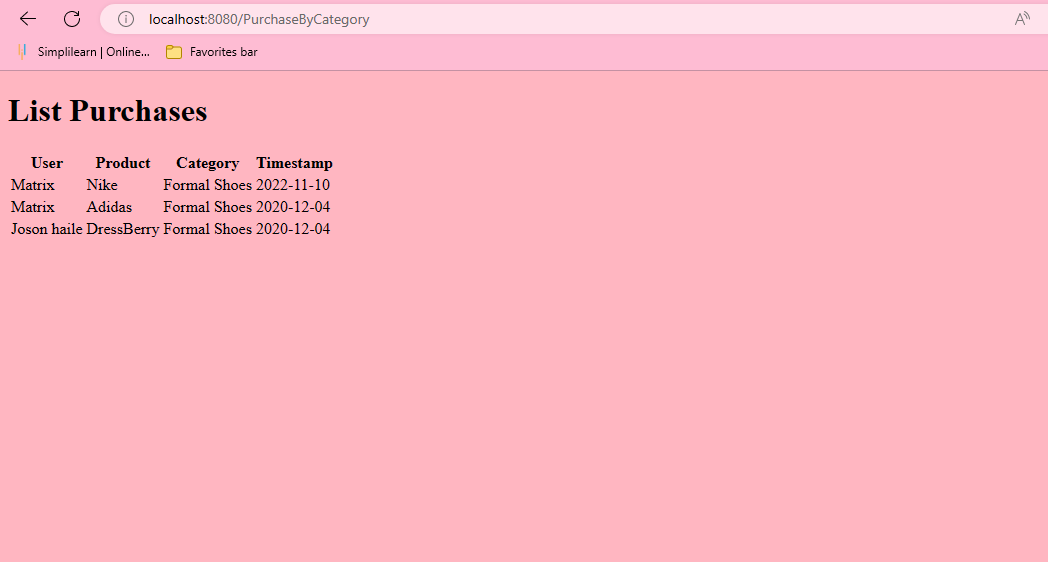 localhost:8080/PurchaseByCategory A
Simplilearn | Online... Favorites bar
List Purchases
User Product Category Timestamp
Matrix Nike Formal Shoes 2022-11-10
Matrix Adidas Formal Shoes 2020-12-04
Joson haile DressBerry Formal Shoes 2020-12-04